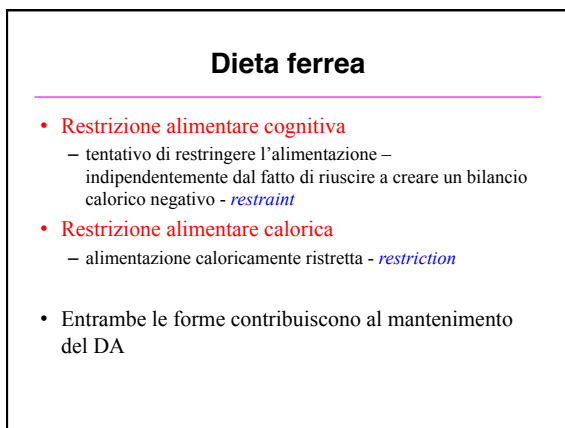 Dieta ferrea
• Restrizione alimentare cognitiva
– tentativo di restringere l’alimentazione –
indipendentemente dal fatto di riuscire a creare un bilancio
calorico negativo - restraint
• Restrizione alimentare calorica
– alimentazione caloricamente ristretta - restriction
• Entrambe le forme contribuiscono al mantenimento
del DA